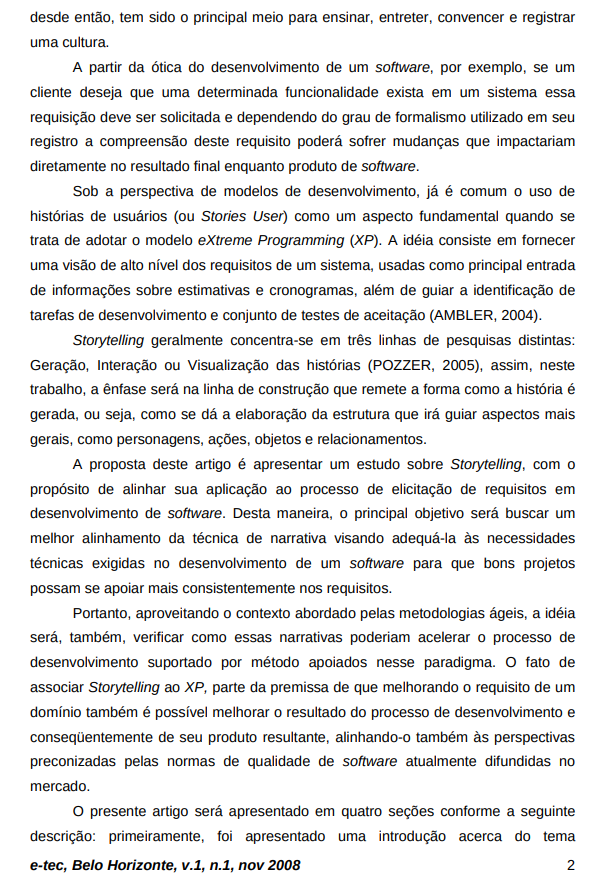 desde então, tem sido o principal meio para ensinar, entreter, convencer e registrar
uma cultura.
A partir da ótica do desenvolvimento de um software, por exemplo, se um
cliente deseja que uma determinada funcionalidade exista em um sistema essa
requisição deve ser solicitada e dependendo do grau de formalismo utilizado em seu
registro a compreensão deste requisito poderá sofrer mudanças que impactariam
diretamente no resultado final enquanto produto de software.
Sob a perspectiva de modelos de desenvolvimento, já é comum o uso de
histórias de usuários (ou Stories User) como um aspecto fundamental quando se
trata de adotar o modelo eXtreme Programming (XP). A idéia consiste em fornecer
uma visão de alto nível dos requisitos de um sistema, usadas como principal entrada
de informações sobre estimativas e cronogramas, além de guiar a identificação de
tarefas de desenvolvimento e conjunto de testes de aceitação (AMBLER, 2004).
Storytelling geralmente concentra-se em três linhas de pesquisas distintas:
Geração, Interação ou Visualização das histórias (POZZER, 2005), assim, neste
trabalho, a ênfase será na linha de construção que remete a forma como a história é
gerada, ou seja, como se dá a elaboração da estrutura que irá guiar aspectos mais
gerais, como personagens, ações, objetos e relacionamentos.
A proposta deste artigo é apresentar um estudo sobre Storytelling, com o
propósito de alinhar sua aplicação ao processo de elicitação de requisitos em
desenvolvimento de software. Desta maneira, o principal objetivo será buscar um
melhor alinhamento da técnica de narrativa visando adequá-la às necessidades
técnicas exigidas no desenvolvimento de um software para que bons projetos
possam se apoiar mais consistentemente nos requisitos.
Portanto, aproveitando o contexto abordado pelas metodologias ágeis, a idéia
será, também, verificar como essas narrativas poderiam acelerar o processo de
desenvolvimento suportado por método apoiados nesse paradigma. O fato de
associar Storytelling ao XP, parte da premissa de que melhorando o requisito de um
domínio também é possível melhorar o resultado do processo de desenvolvimento e
conseqüentemente de seu produto resultante, alinhando-o também às perspectivas
preconizadas pelas normas de qualidade de software atualmente difundidas no
mercado.
O presente artigo será apresentado em quatro seções conforme a seguinte
descrição: primeiramente, foi apresentado uma introdução acerca do tema
e-tec, Belo Horizonte, v.1, n.1, nov 2008 2